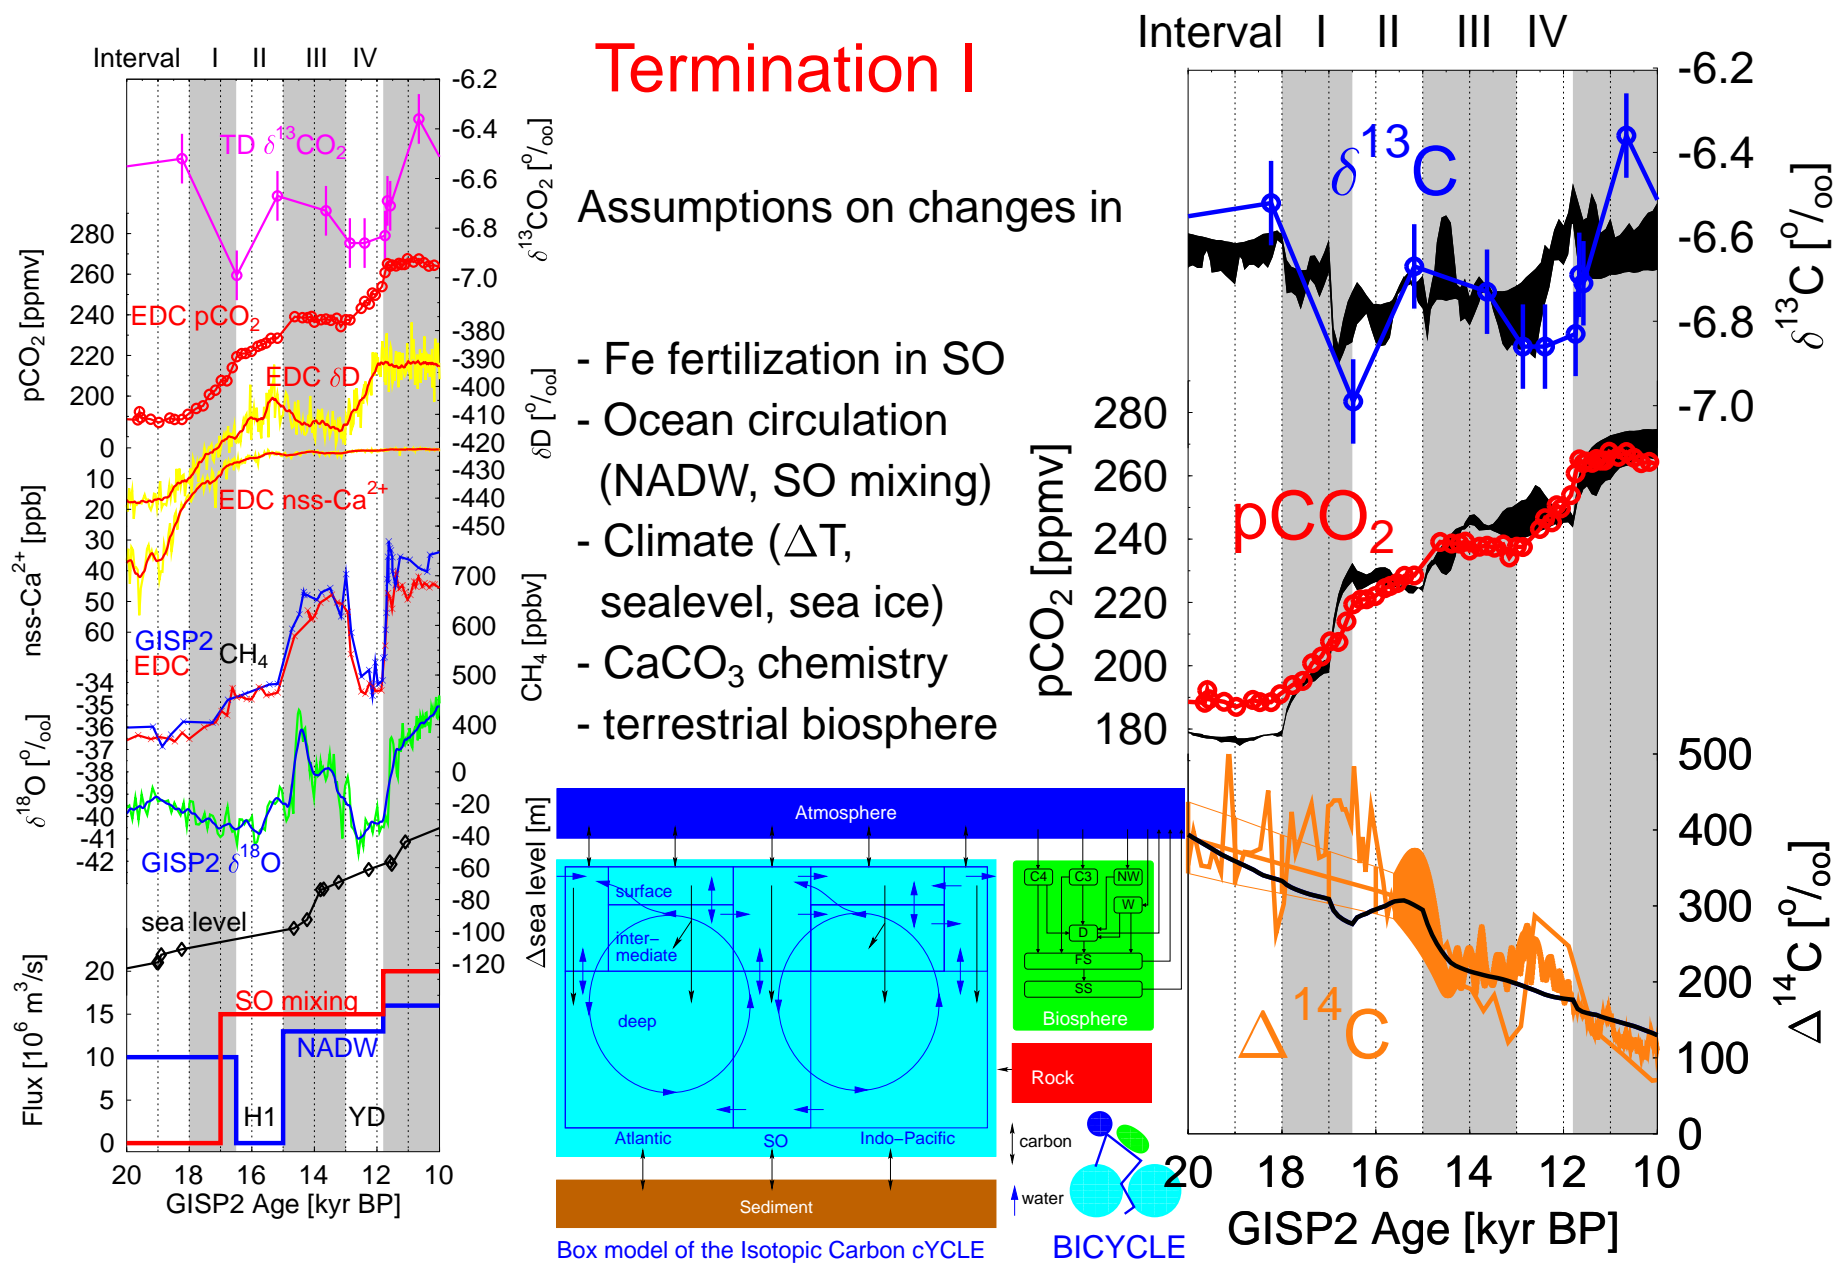 Termination I
Interval I II III IV
TD δ¹³CO₂
EDC pCO₂
EDC δD
EDC nss-Ca²⁺
GISP2
EDC
CH₄
GISP2 δ¹⁸O
sea level
SO mixing
NADW
H1
YD
280
260
240
220
200
pCO₂ [ppmv]
0
10
20
30
40
50
60
nss-Ca²⁺ [ppb]
-34
-35
-36
-37
-38
-39
-40
-41
-42
δ¹⁸O [⁰/₀₀]
20
15
10
5
0
Flux [10⁶ m³/s]
-6.2
-6.4
-6.6
-6.8
-7.0
δ¹³CO₂ [⁰/₀₀]
-380
-390
-400
-410
-420
-430
-440
-450
δD [⁰/₀₀]
700
600
500
400
CH₄ [ppbv]
0
-20
-40
-60
-80
-100
-120
Δsea level [m]
20 18 16 14 12 10
GISP2 Age [kyr BP]
Assumptions on changes in
- Fe fertilization in SO
- Ocean circulation
(NADW, SO mixing)
- Climate (ΔT,
sealevel, sea ice)
- CaCO₃ chemistry
- terrestrial biosphere
Atmosphere
surface
inter–
mediate
deep
Atlantic
SO
Indo–Pacific
C4 C3 NW
W
D
FS
SS
Biosphere
Rock
Sediment
carbon
water
Box model of the Isotopic Carbon cYCLE
BICYCLE
Interval I II III IV
δ¹³C
pCO₂
Δ¹⁴C
280
260
240
220
200
180
pCO₂ [ppmv]
-6.2
-6.4
-6.6
-6.8
-7.0
δ¹³C [⁰/₀₀]
500
400
300
200
100
0
Δ¹⁴C [⁰/₀₀]
20 18 16 14 12 10
GISP2 Age [kyr BP]